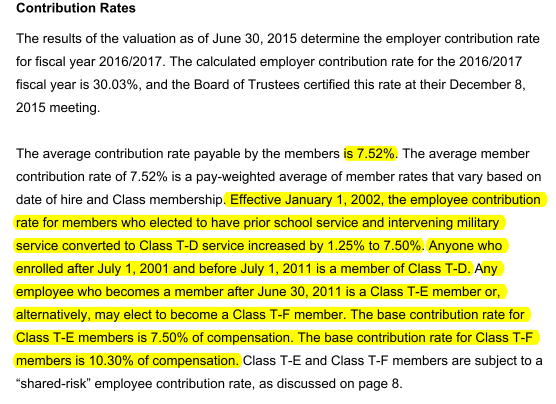 Contribution Rates
The results of the valuation as of June 30, 2015 determine the employer contribution rate
for fiscal year 2016/2017. The calculated employer contribution rate for the 2016/2017
fiscal year is 30.03%, and the Board of Trustees certified this rate at their December 8,
2015 meeting.
The average contribution rate payable by the members is 7.52%. The average member
contribution rate of 7.52% is a pay-weighted average of member rates that vary based on
date of hire and Class membership. Effective January 1, 2002, the employee contribution
rate for members who elected to have prior school service and intervening military
service converted to Class T-D service increased by 1.25% to 7.50%. Anyone who
enrolled after July 1, 2001 and before July 1, 2011 is a member of Class T-D. Any
employee who becomes a member after June 30, 2011 is a Class T-E member or,
alternatively, may elect to become a Class T-F member. The base contribution rate for
Class T-E members is 7.50% of compensation. The base contribution rate for Class T-F
members is 10.30% of compensation. Class T-E and Class T-F members are subject to a
“shared-risk” employee contribution rate, as discussed on page 8.